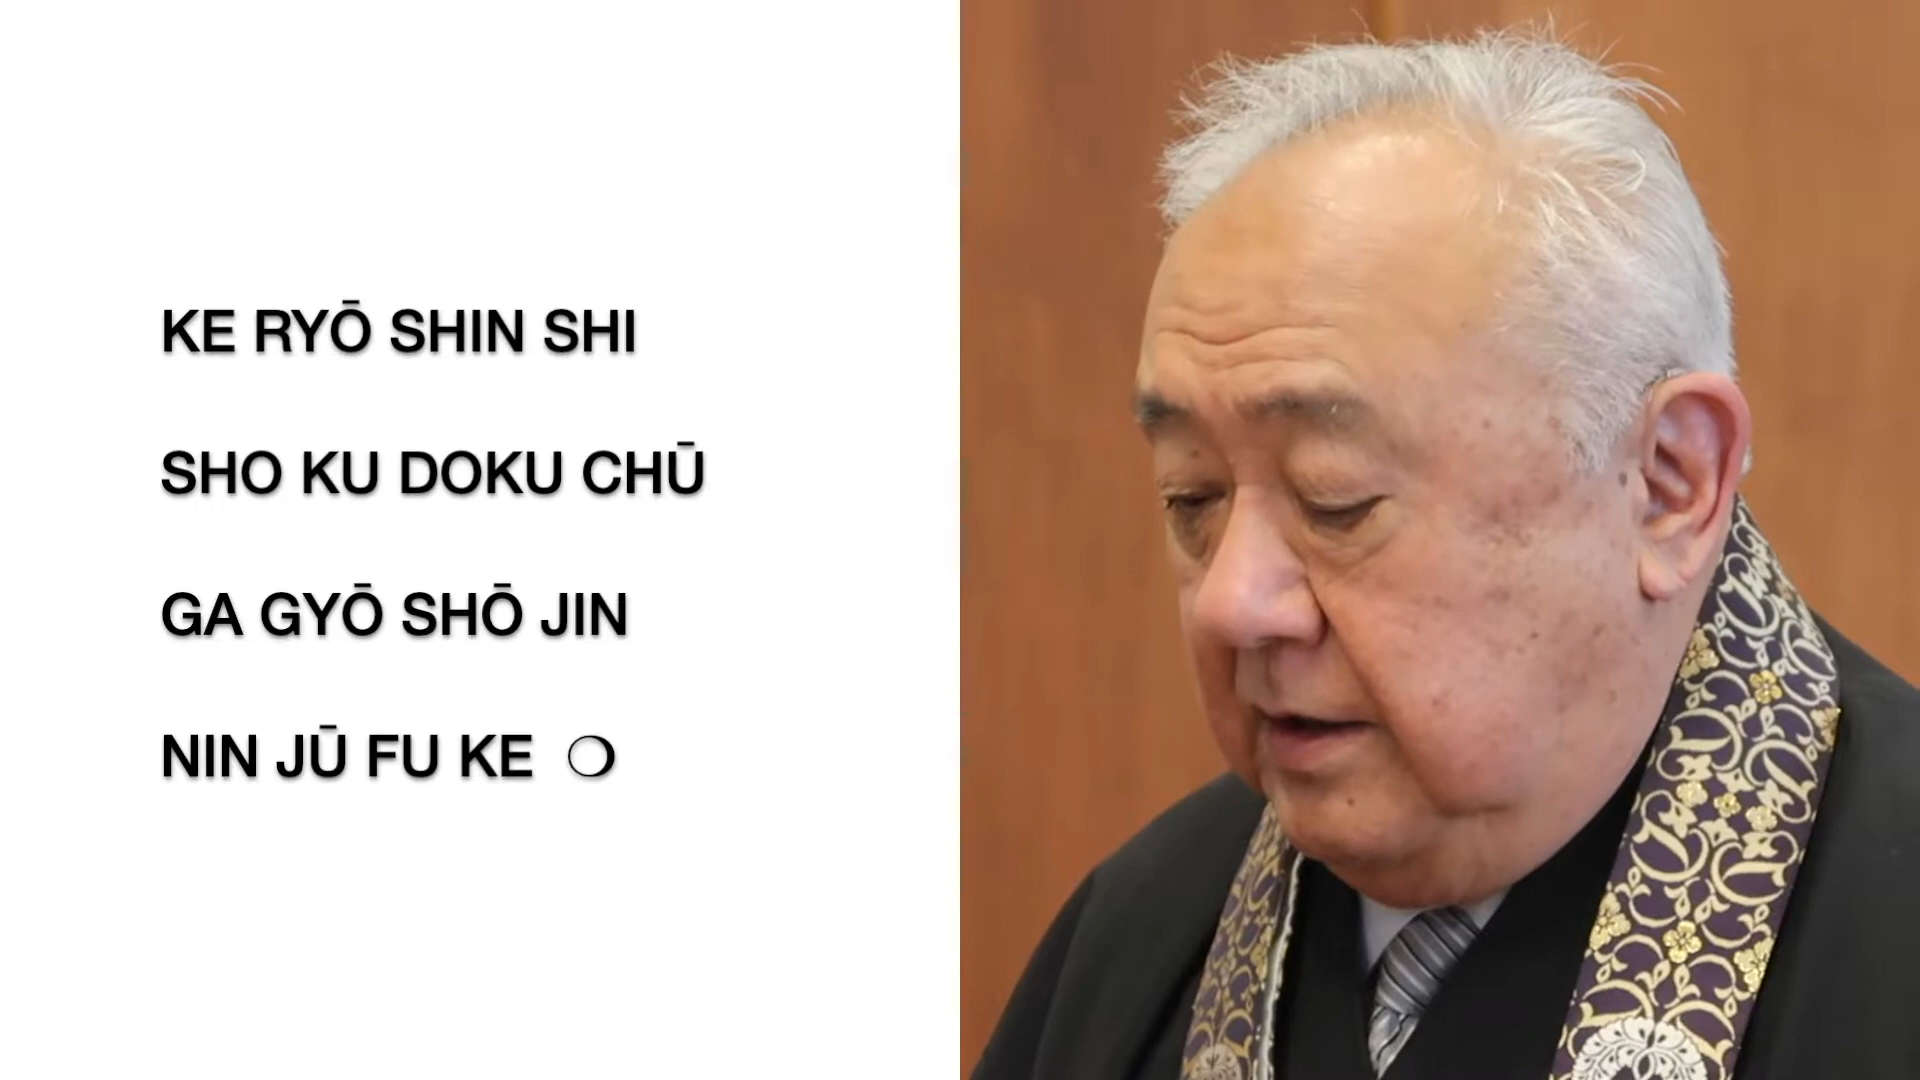 KE RYŌ SHIN SHI
SHO KU DOKU CHŪ
GA GYŌ SHŌ JIN
NIN JŪ FU KE ❍